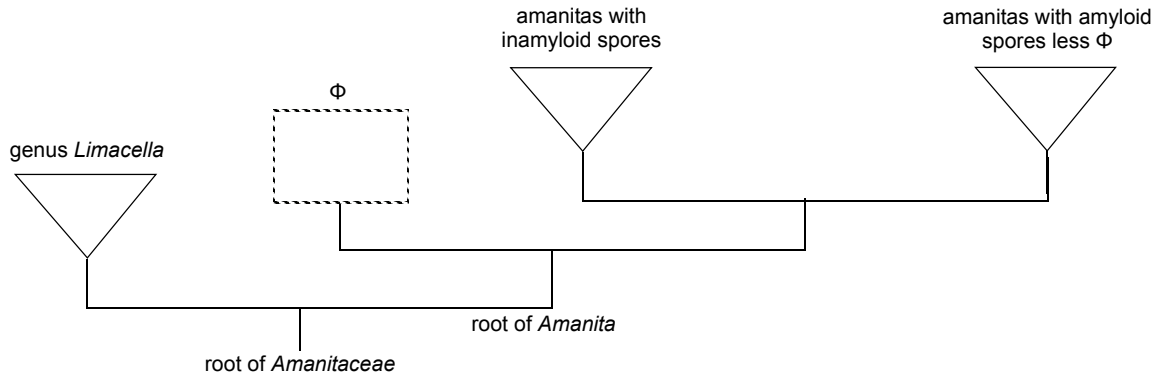 amanitas with
inamyloid spores
amanitas with amyloid
spores less Φ
Φ
genus Limacella
root of Amanita
root of Amanitaceae